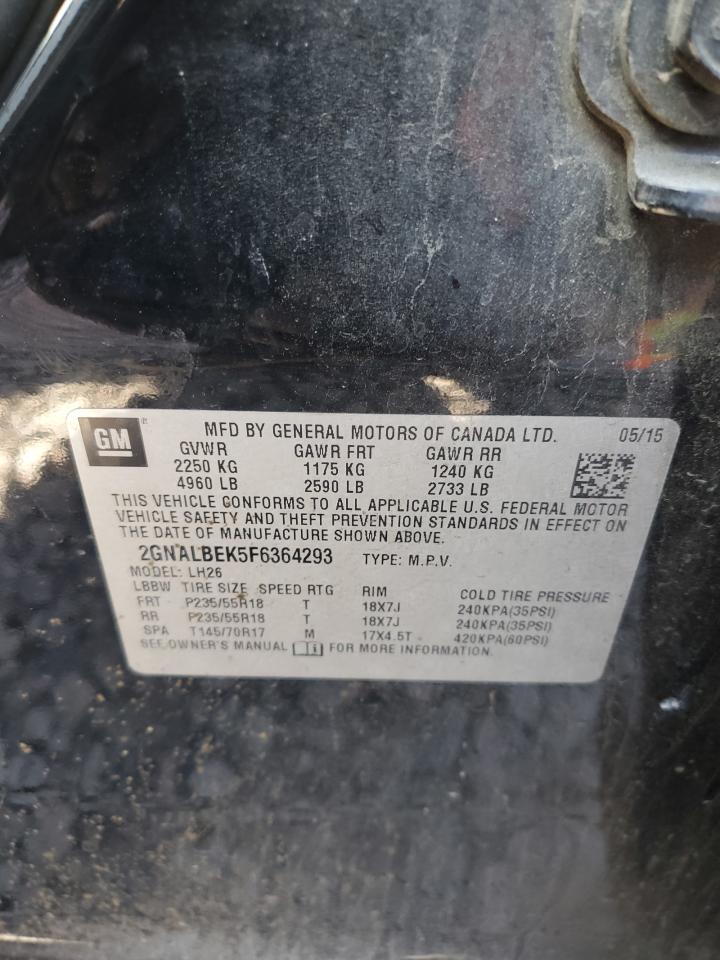 GM ® MFD BY GENERAL MOTORS OF CANADA LTD. 05/15
GVWR GAWR FRT GAWR RR
2250 KG 1175 KG 1240 KG
4960 LB 2590 LB 2733 LB
THIS VEHICLE CONFORMS TO ALL APPLICABLE U.S. FEDERAL MOTOR
VEHICLE SAFETY AND THEFT PREVENTION STANDARDS IN EFFECT ON
THE DATE OF MANUFACTURE SHOWN ABOVE.
2GNALBEK5F6364293 TYPE: M.P.V.
MODEL: LH26
LBBW TIRE SIZE SPEED RTG RIM COLD TIRE PRESSURE
FRT P235/55R18 T 18X7J 240KPA(35PSI)
RR P235/55R18 T 18X7J 240KPA(35PSI)
SPA T145/70R17 M 17X4.5T 420KPA(60PSI)
SEE OWNER'S MANUAL FOR MORE INFORMATION.